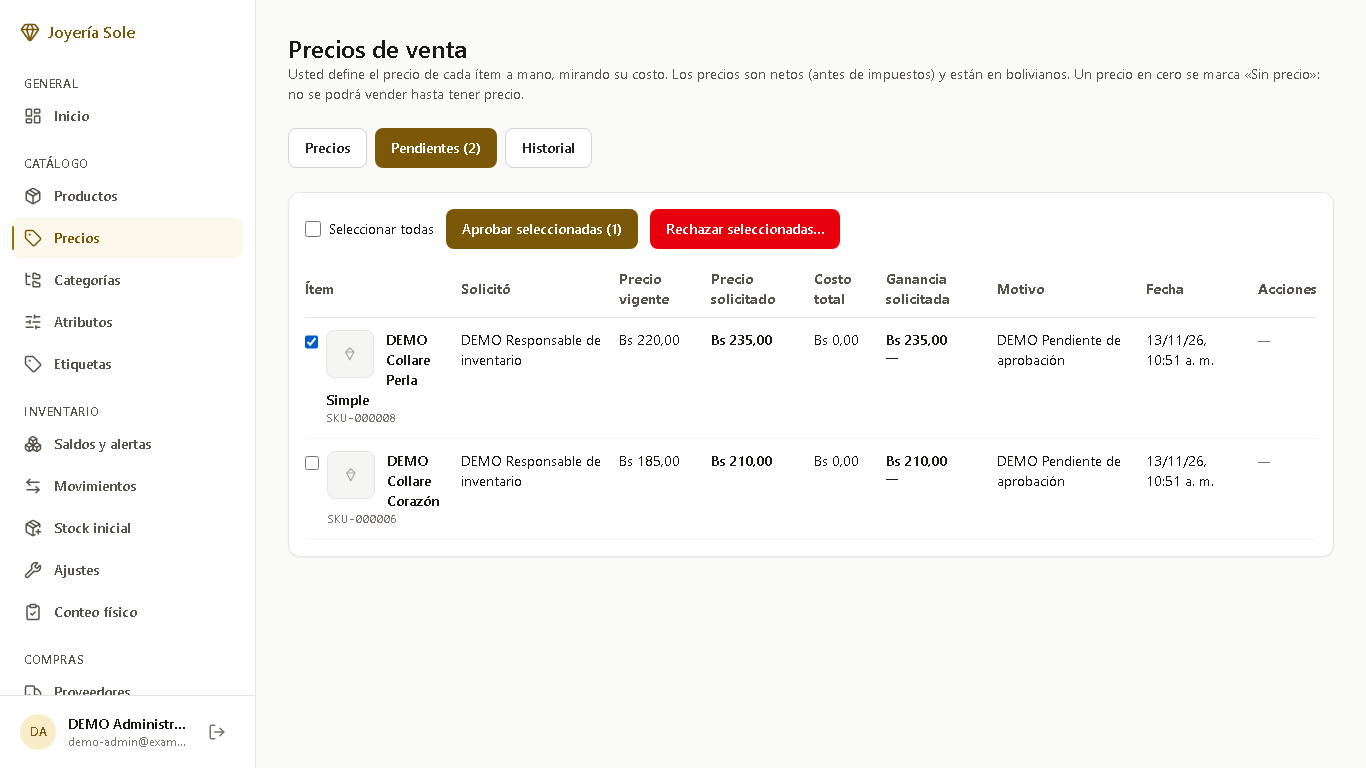 Joyería Sole
GENERAL
Inicio
CATÁLOGO
Productos
Precios
Categorías
Atributos
Etiquetas
INVENTARIO
Saldos y alertas
Movimientos
Stock inicial
Ajustes
Conteo físico
COMPRAS
Proveedores
DA
DEMO Administr...
demo-admin@exam...
Precios de venta
Usted define el precio de cada ítem a mano, mirando su costo. Los precios son netos (antes de impuestos) y están en bolivianos. Un precio en cero se marca «Sin precio»:
no se podrá vender hasta tener precio.
Precios
Pendientes (2)
Historial
Seleccionar todas
Aprobar seleccionadas (1)
Rechazar seleccionadas...
Ítem
Solicitó
Precio
vigente
Precio
solicitado
Costo
total
Ganancia
solicitada
Motivo
Fecha
Acciones
DEMO
Collare
Perla
Simple
SKU-000008
DEMO Responsable de
inventario
Bs 220,00
Bs 235,00
Bs 0,00
Bs 235,00
—
DEMO Pendiente de
aprobación
13/11/26,
10:51 a. m.
—
DEMO
Collare
Corazón
SKU-000006
DEMO Responsable de
inventario
Bs 185,00
Bs 210,00
Bs 0,00
Bs 210,00
—
DEMO Pendiente de
aprobación
13/11/26,
10:51 a. m.
—